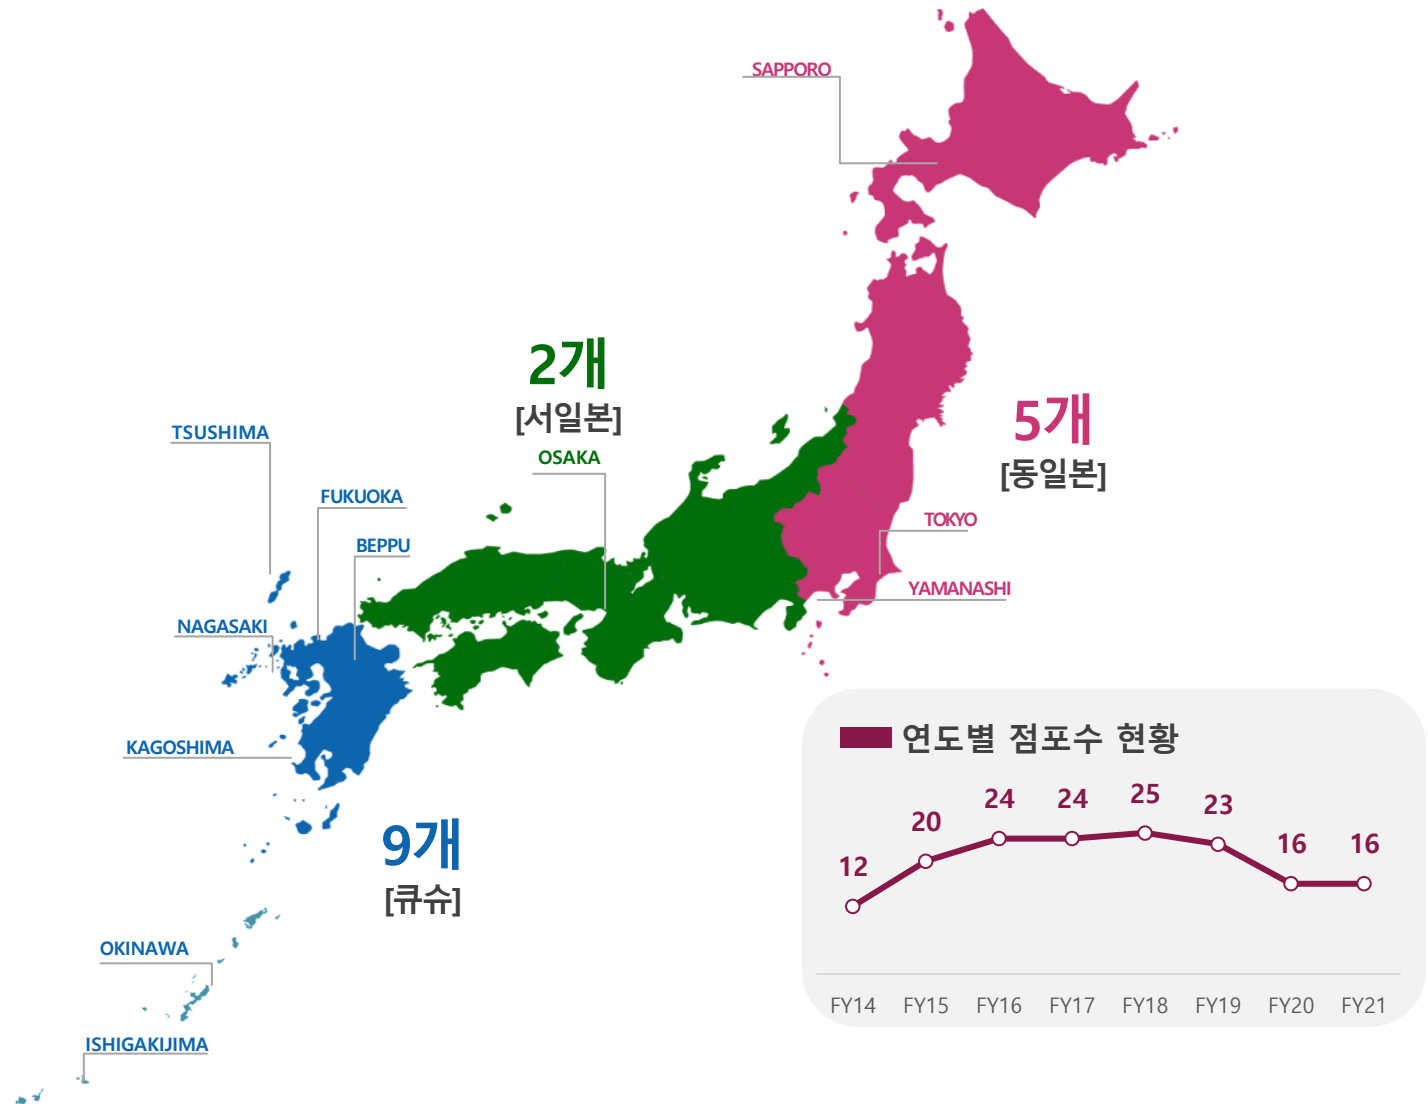 SAPPORO
2개
[서일본]
OSAKA
5개
[동일본]
TOKYO
YAMANASHI
TSUSHIMA
FUKUOKA
BEPPU
NAGASAKI
KAGOSHIMA
9개
[큐슈]
OKINAWA
ISHIGAKIJIMA
연도별 점포수 현황
12 20 24 24 25 23 16 16
FY14 FY15 FY16 FY17 FY18 FY19 FY20 FY21